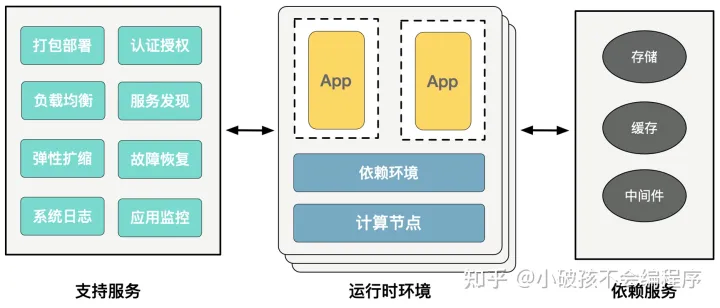 打包部署 认证授权
负载均衡 服务发现
弹性扩缩 故障恢复
系统日志 应用监控
支持服务
App App
依赖环境
计算节点
运行时环境
存储
缓存
中间件
依赖服务
知乎 @小破孩不会编程序